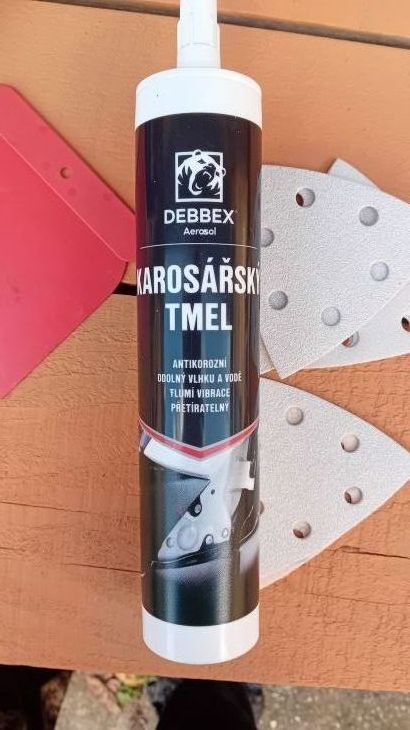 DEBBEX
Aerosol
KAROSÁŘSKÝ
TMEL
ANTIKOROZNÍ
ODOLNÝ VLHKU A VODĚ
TLUMÍ VIBRACE
PŘETÍRATELNÝ